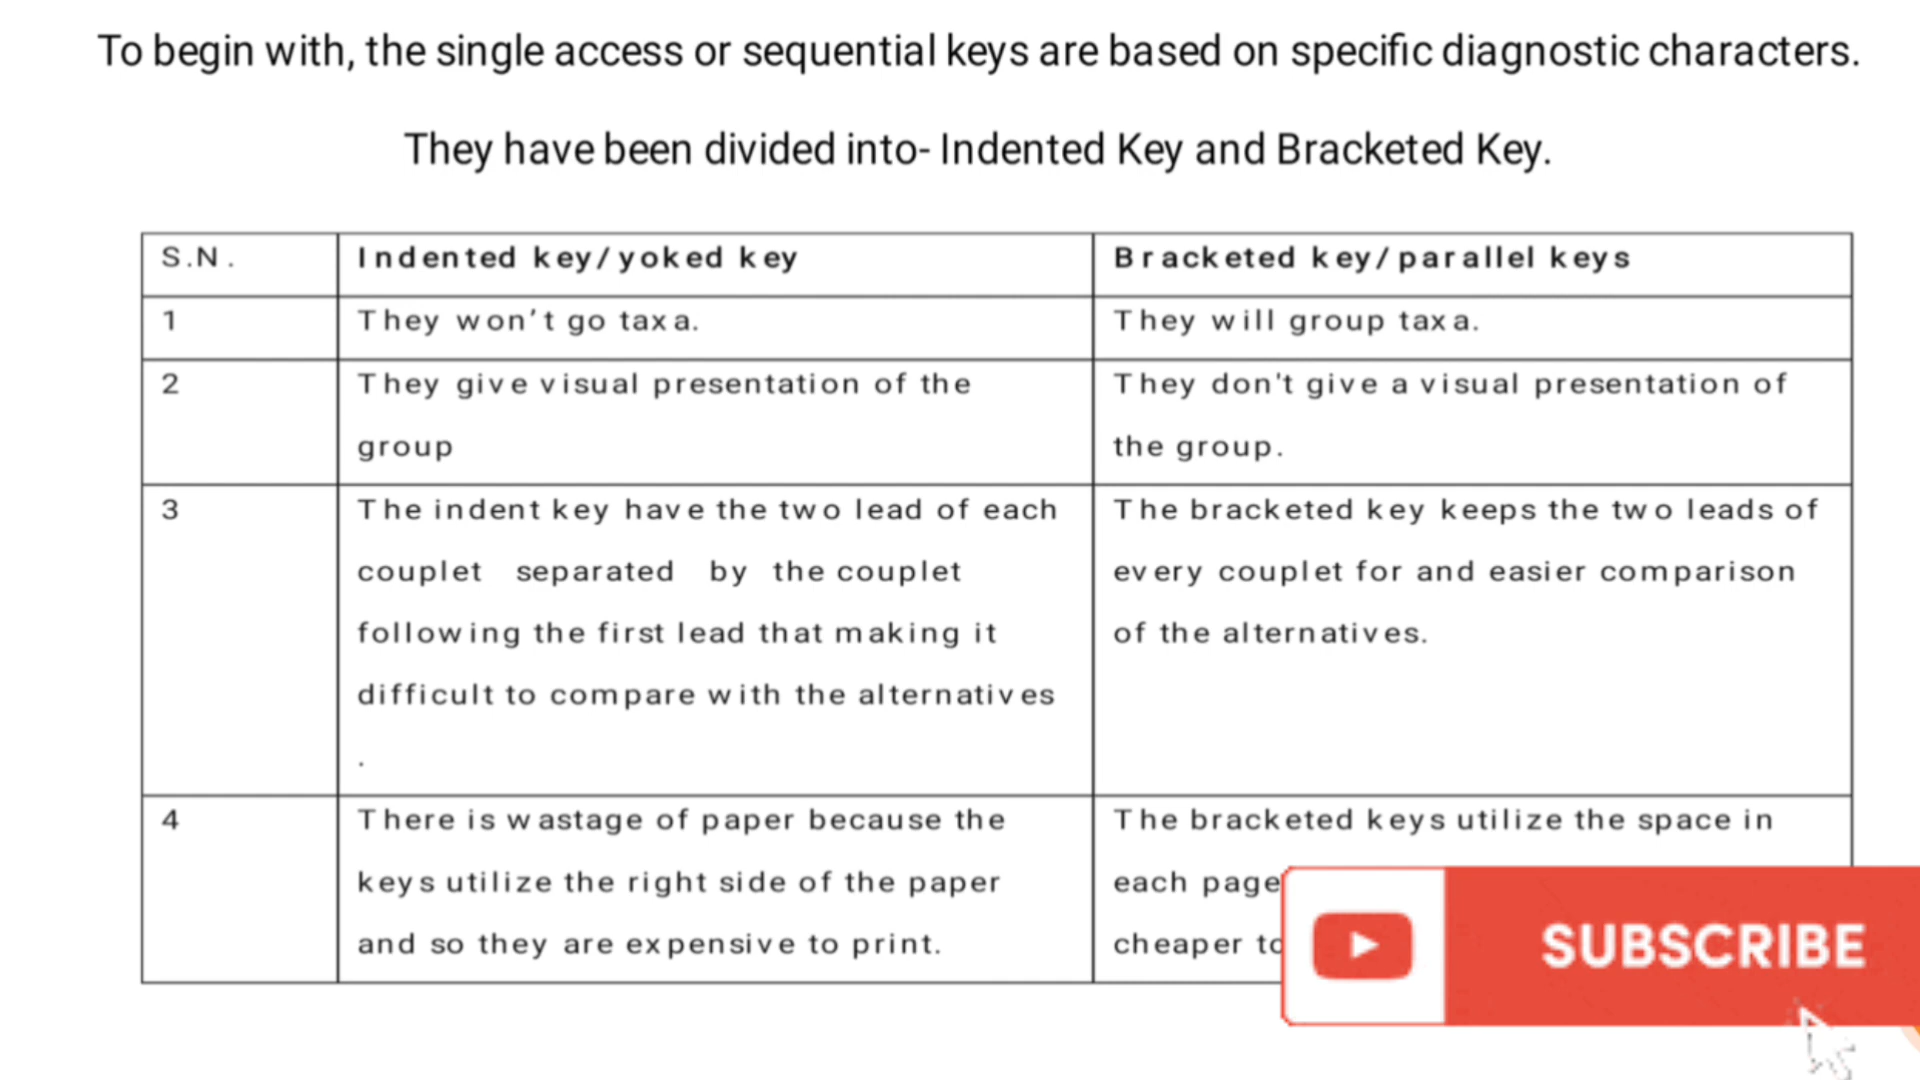 To begin with, the single access or sequential keys are based on specific diagnostic characters.
They have been divided into- Indented Key and Bracketed Key.
S.N. Indented key/yoked key Bracketed key/parallel keys
1 They won't go taxa. They will group taxa.
2 They give visual presentation of the They don't give a visual presentation of
group the group.
3 The indent key have the two lead of each The bracketed key keeps the two leads of
couplet separated by the couplet every couplet for and easier comparison
following the first lead that making it of the alternatives.
difficult to compare with the alternatives
.
4 There is wastage of paper because the The bracketed keys utilize the space in
keys utilize the right side of the paper each page
and so they are expensive to print. cheaper
SUBSCRIBE